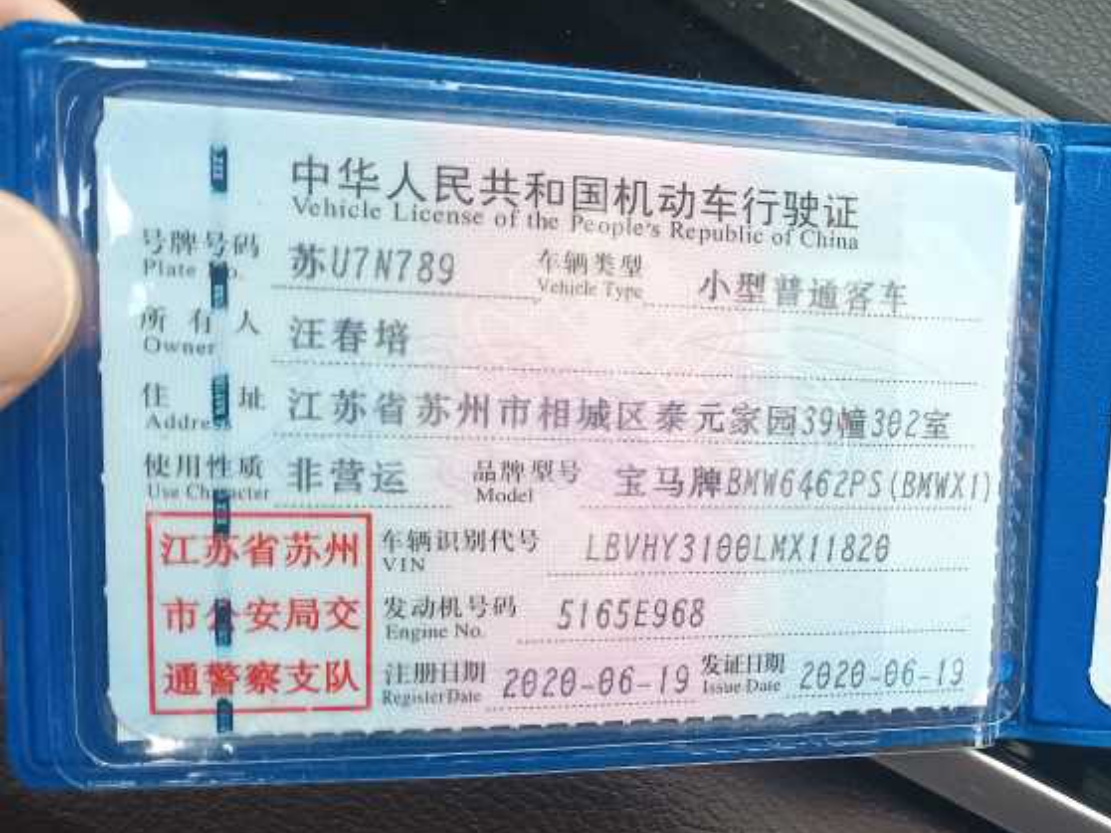 中华人民共和国机动车行驶证
Vehicle License of the People's Republic of China
号牌号码 苏U7N789 车辆类型 小型普通客车
Plate No. Vehicle Type
所有人 汪春培
Owner
住址 江苏省苏州市相城区泰元家园39幢302室
Address
使用性质 非营运 品牌型号 宝马牌BMW6462PS(BMWX1)
Use Character Model
江苏省苏州 车辆识别代号 LBVHY3100LMX11820
VIN
市公安局交 发动机号码 5165E968
Engine No.
通警察支队 注册日期 2020-06-19 发证日期 2020-06-19
Register Date Issue Date